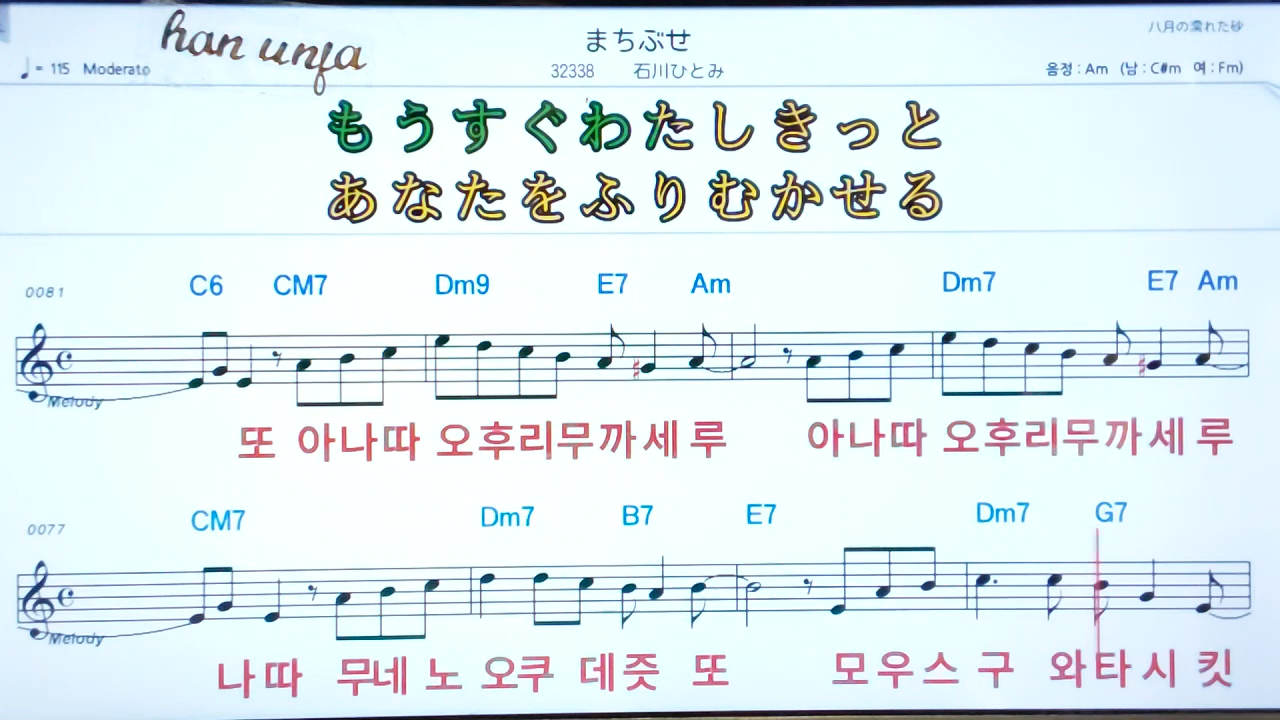 han unja
まちぶせ
八月の濡れた砂
♩= 115 Moderato
32338 石川ひとみ
음정 : Am (남 : C#m 여 : Fm)
もうすぐわたしきっと
あなたをふりむかせる
0081 C6 CM7 Dm9 E7 Am Dm7 E7 Am
Melody
또 아나따 오후리무까세루 아나따 오후리무까세루
0077 CM7 Dm7 B7 E7 Dm7 G7
Melody
나따 무네 노 오쿠 데즛 또 모우스 구 와타시 킷